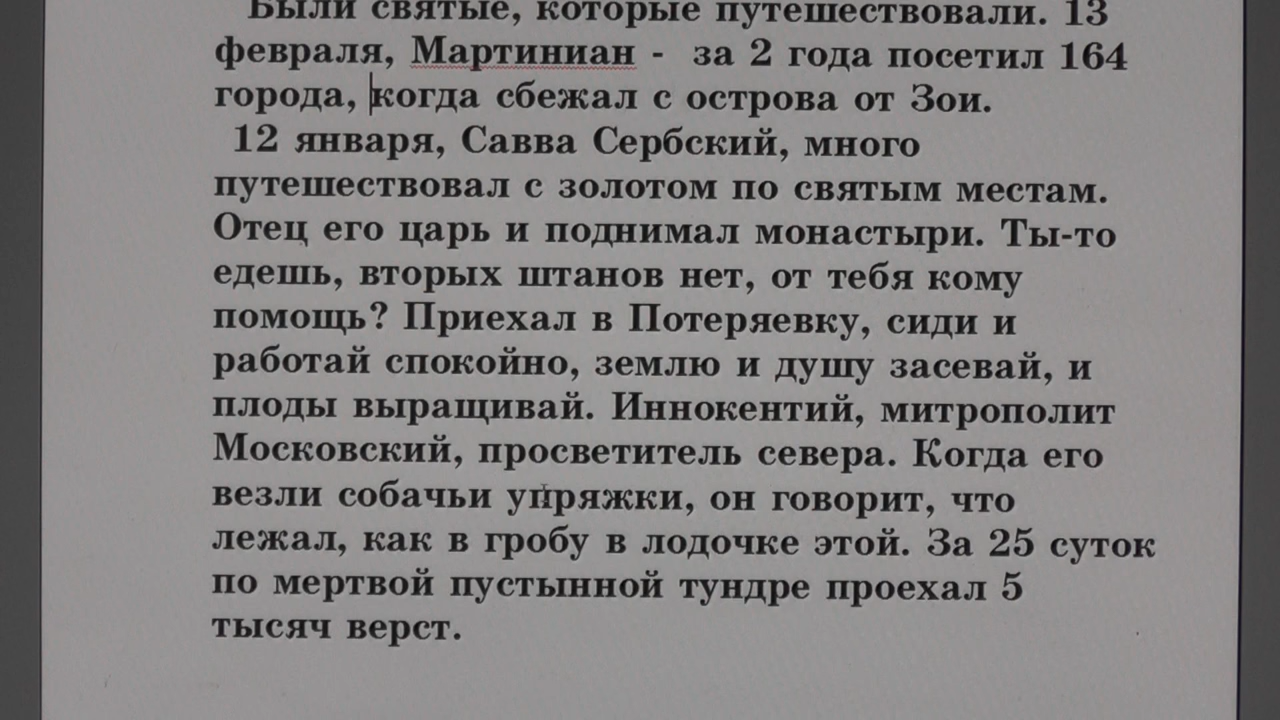 Были святые, которые путешествовали. 13
февраля, Мартиниан - за 2 года посетил 164
города, когда сбежал с острова от Зои.
12 января, Савва Сербский, много
путешествовал с золотом по святым местам.
Отец его царь и поднимал монастыри. Ты-то
едешь, вторых штанов нет, от тебя кому
помощь? Приехал в Потеряевку, сиди и
работай спокойно, землю и душу засевай, и
плоды выращивай. Иннокентий, митрополит
Московский, просветитель севера. Когда его
везли собачьи упряжки, он говорит, что
лежал, как в гробу в лодочке этой. За 25 суток
по мертвой пустынной тундре проехал 5
тысяч верст.